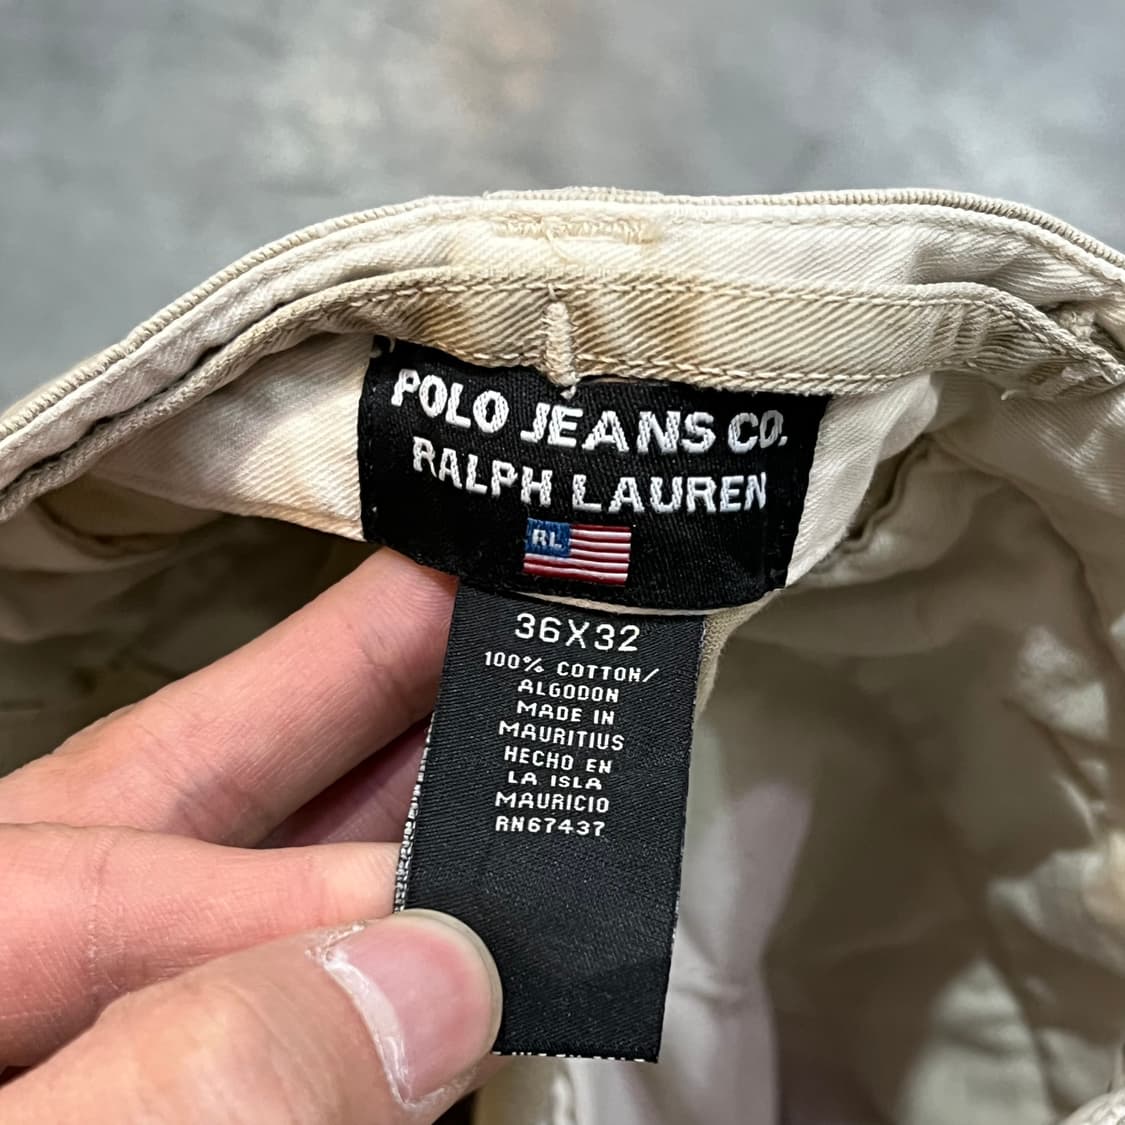 POLO JEANS CO.
RALPH LAUREN
RL
36X32
100% COTTON/
ALGODON
MADE IN
MAURITIUS
HECHO EN
LA ISLA
MAURICIO
RN67437